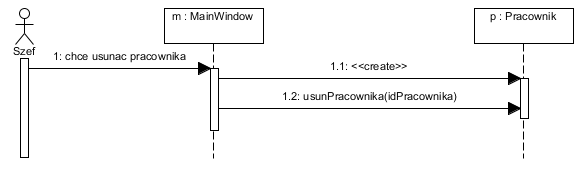 m : MainWindow
p : Pracownik
Szef
1: chce usunac pracownika
1.1: <<create>>
1.2: usunPracownika(idPracownika)